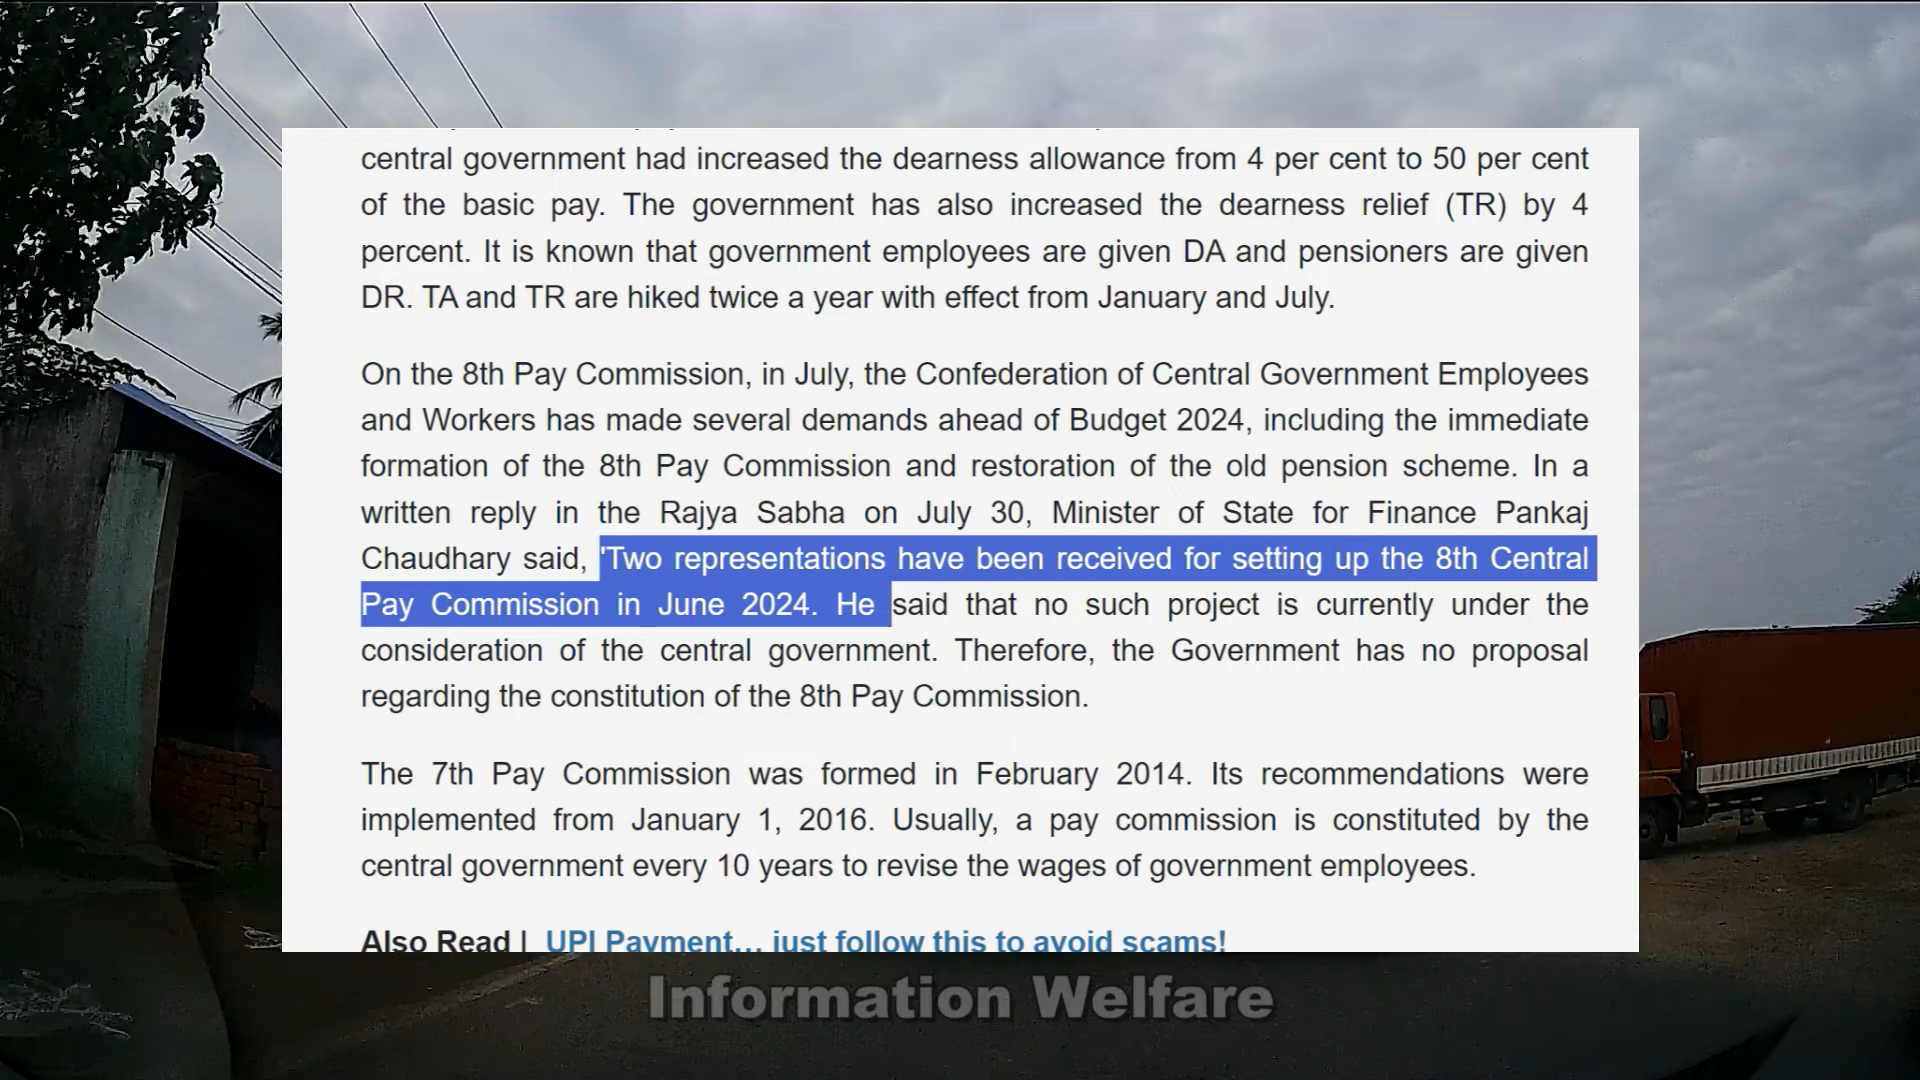 central government had increased the dearness allowance from 4 per cent to 50 per cent
of the basic pay. The government has also increased the dearness relief (TR) by 4
percent. It is known that government employees are given DA and pensioners are given
DR. TA and TR are hiked twice a year with effect from January and July.
On the 8th Pay Commission, in July, the Confederation of Central Government Employees
and Workers has made several demands ahead of Budget 2024, including the immediate
formation of the 8th Pay Commission and restoration of the old pension scheme. In a
written reply in the Rajya Sabha on July 30, Minister of State for Finance Pankaj
Chaudhary said, 'Two representations have been received for setting up the 8th Central
Pay Commission in June 2024. He said that no such project is currently under the
consideration of the central government. Therefore, the Government has no proposal
regarding the constitution of the 8th Pay Commission.
The 7th Pay Commission was formed in February 2014. Its recommendations were
implemented from January 1, 2016. Usually, a pay commission is constituted by the
central government every 10 years to revise the wages of government employees.
Also Read | UPI Payment... just follow this to avoid scams!
Information Welfare